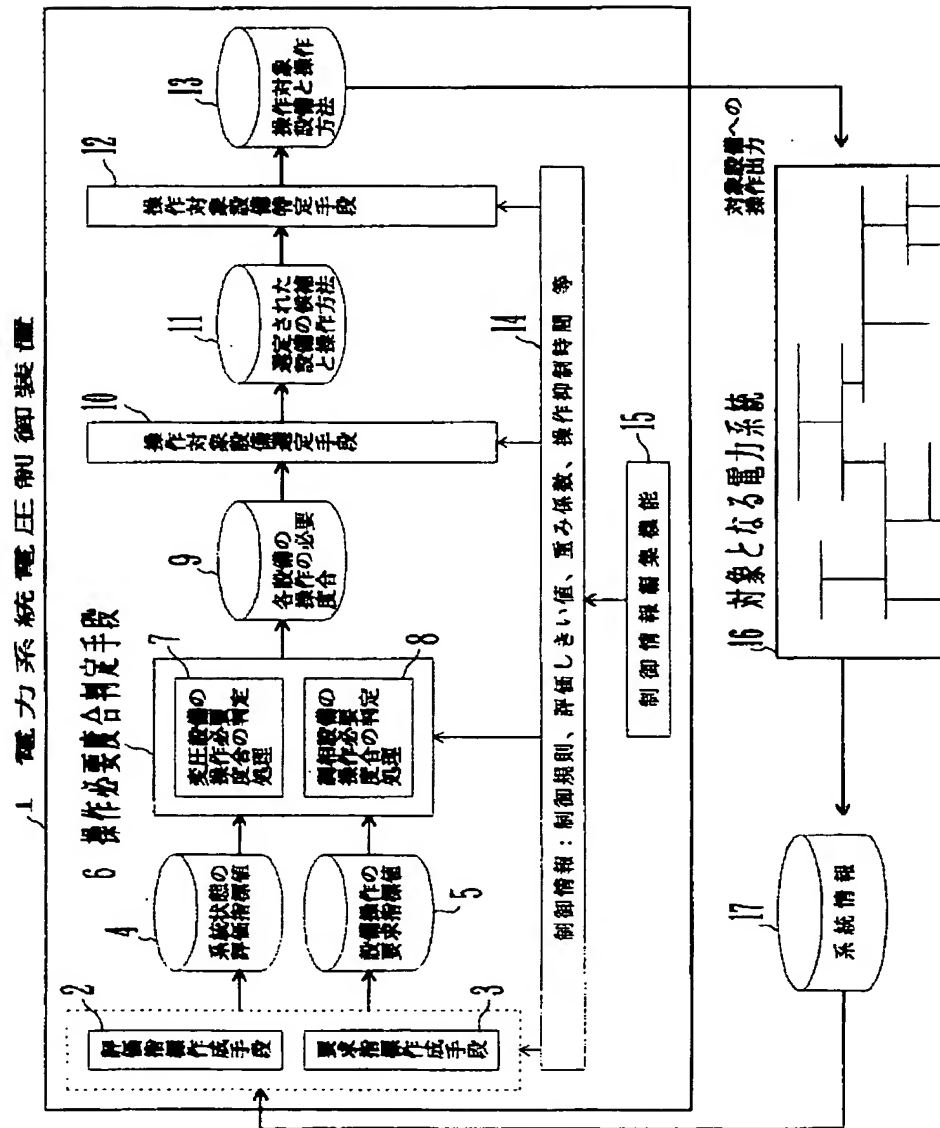 1 電力系統電圧制御装置
2
評価指標作成手段
3
要求指標作成手段
4
系統状態の
評価指標値
5
設備操作の
要求指標値
6 操作必要度合判定手段
7
変圧設備の
操作必要
度合の判定
処理
8
調相設備の
操作必要
度合の判定
処理
9
各設備の
操作の必要
度合
10
操作対象設備選定手段
11
選定された
設備の候補
と操作方法
12
操作対象設備特定手段
13
操作対象
設備と操作
方法
14
制御情報:制御規則、評価しきい値、重み係数、操作抑制時間 等
15
制御情報編集機能
対象設備への
操作出力
16 対象となる電力系統
17
系統情報